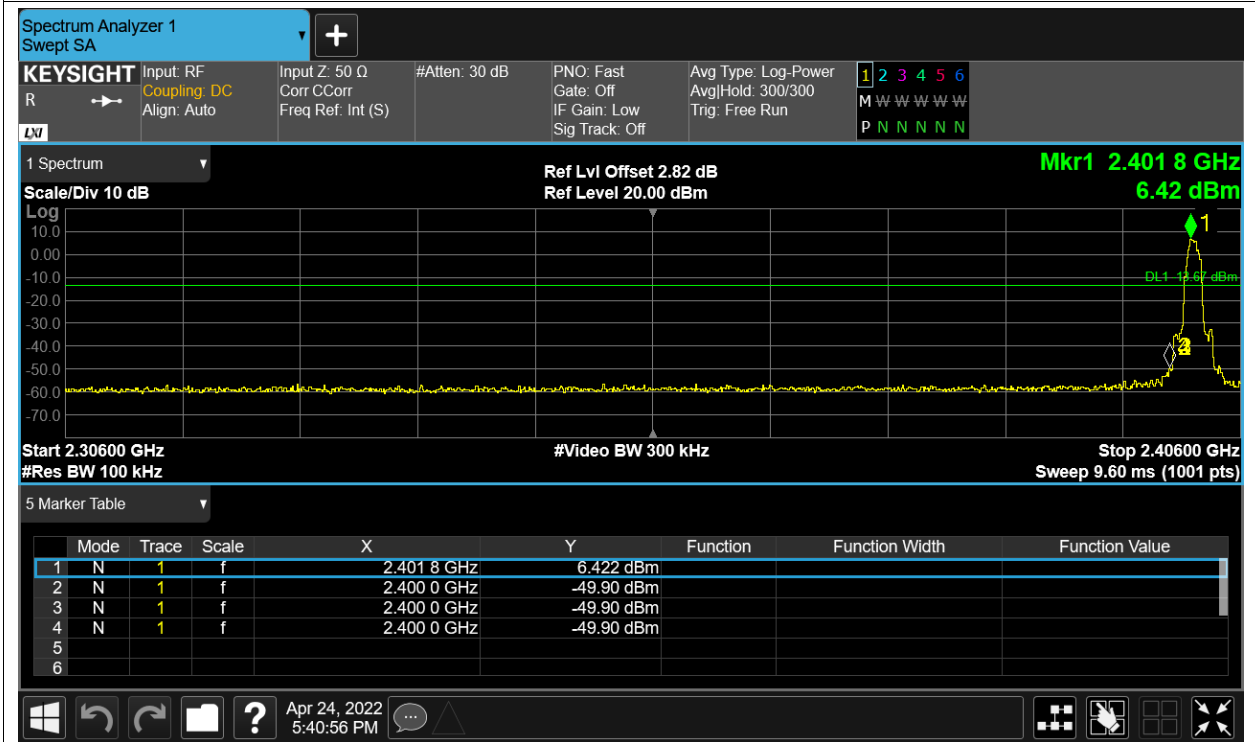 Spectrum Analyzer 1
Swept SA
+
KEYSIGHT
R
LXI
Input: RF
Coupling: DC
Align: Auto
Input Z: 50 Ω
Corr CCorr
Freq Ref: Int (S)
#Atten: 30 dB
PNO: Fast
Gate: Off
IF Gain: Low
Sig Track: Off
Avg Type: Log-Power
Avg|Hold: 300/300
Trig: Free Run
1 2 3 4 5 6
M W W W W W
P N N N N N
1 Spectrum
Scale/Div 10 dB
Ref Lvl Offset 2.82 dB
Ref Level 20.00 dBm
Mkr1 2.401 8 GHz
6.42 dBm
Log
10.0
0.00
-10.0
-20.0
-30.0
-40.0
-50.0
-60.0
-70.0
1
DL1 -13.67 dBm
Start 2.30600 GHz
#Res BW 100 kHz
#Video BW 300 kHz
Stop 2.40600 GHz
Sweep 9.60 ms (1001 pts)
5 Marker Table
Mode Trace Scale X Y Function Function Width Function Value
1 N 1 f 2.401 8 GHz 6.422 dBm
2 N 1 f 2.400 0 GHz -49.90 dBm
3 N 1 f 2.400 0 GHz -49.90 dBm
4 N 1 f 2.400 0 GHz -49.90 dBm
5
6
?
Apr 24, 2022
5:40:56 PM